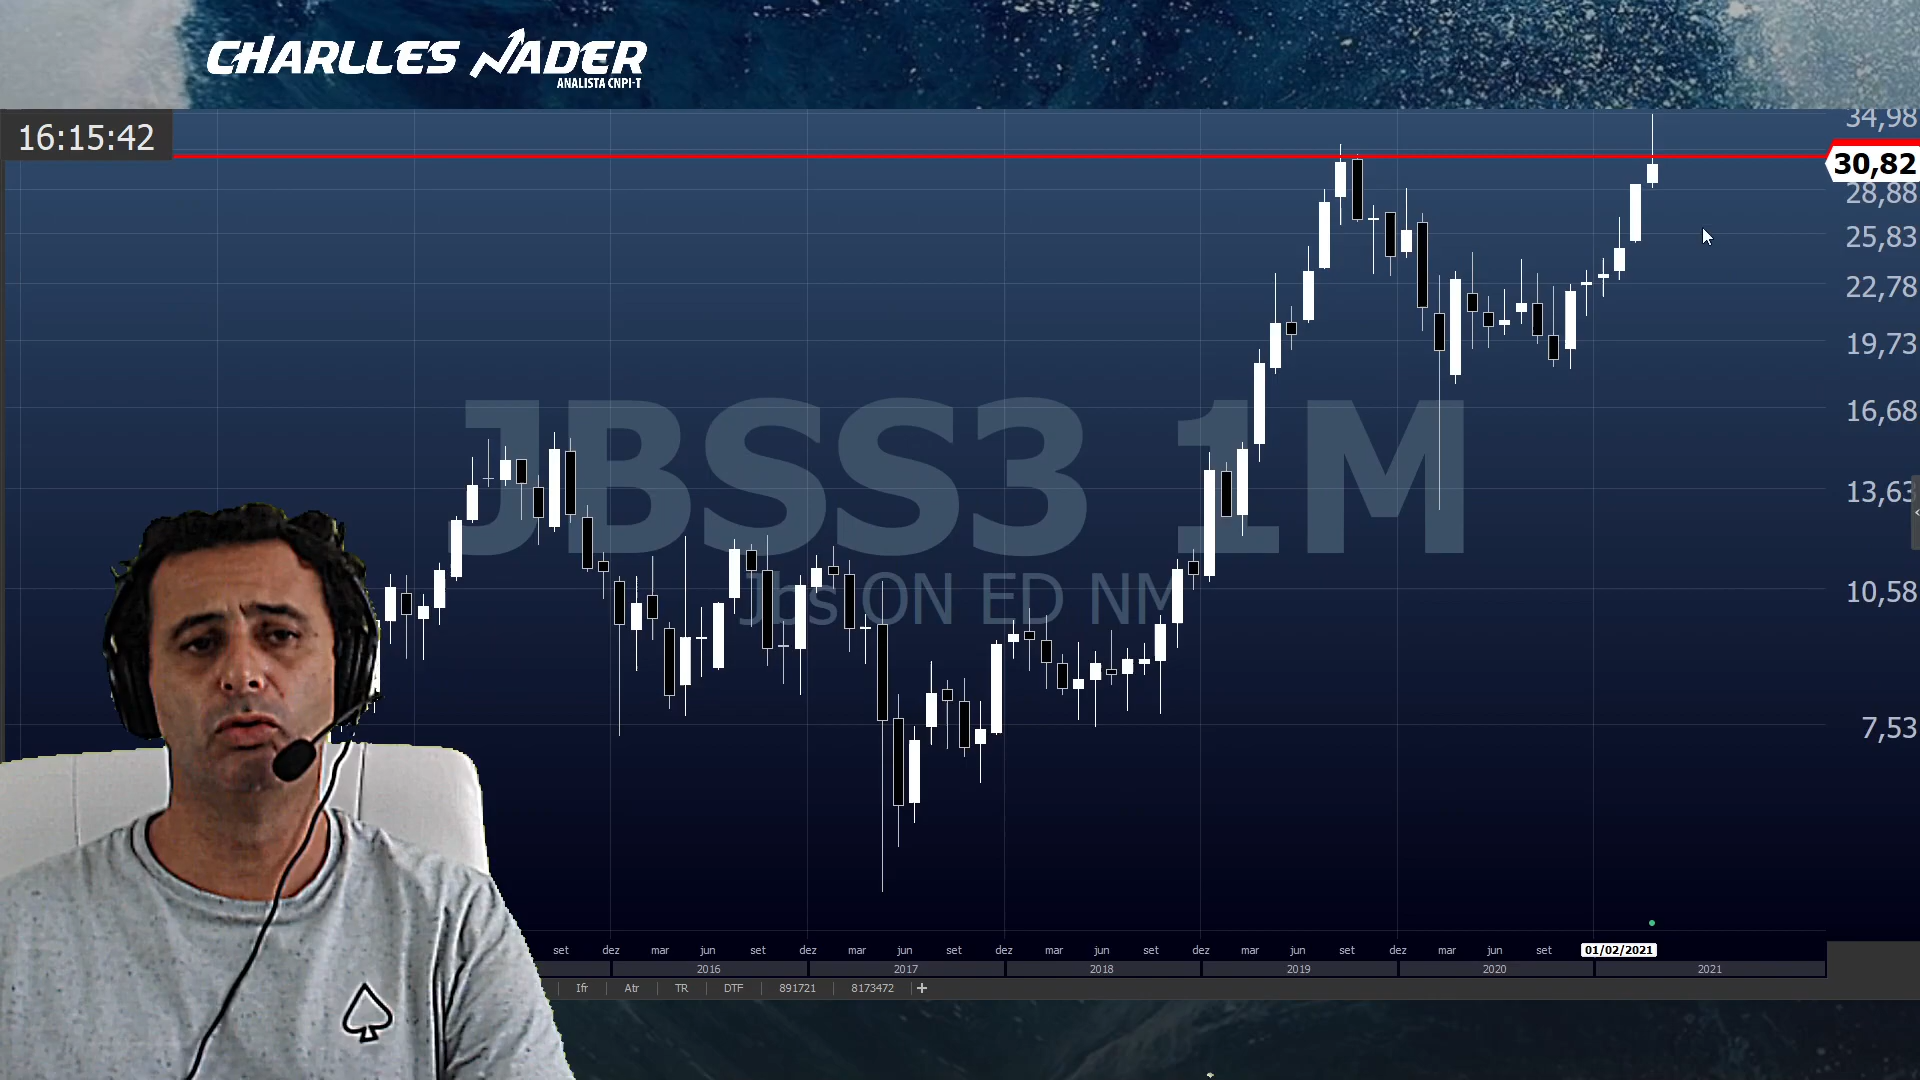 CHARLLES NADER
ANALISTA CNPI-T
16:15:42
34,98
30,82
28,88
25,83
22,78
19,73
16,68
JBSS3 1M
13,63
Jbs ON ED NM
10,58
7,53
set dez mar jun set dez mar jun set dez mar jun set dez mar jun set dez mar jun set 01/02/2021
2016 2017 2018 2019 2020 2021
Ifr Atr TR DTF 891721 8173472 +